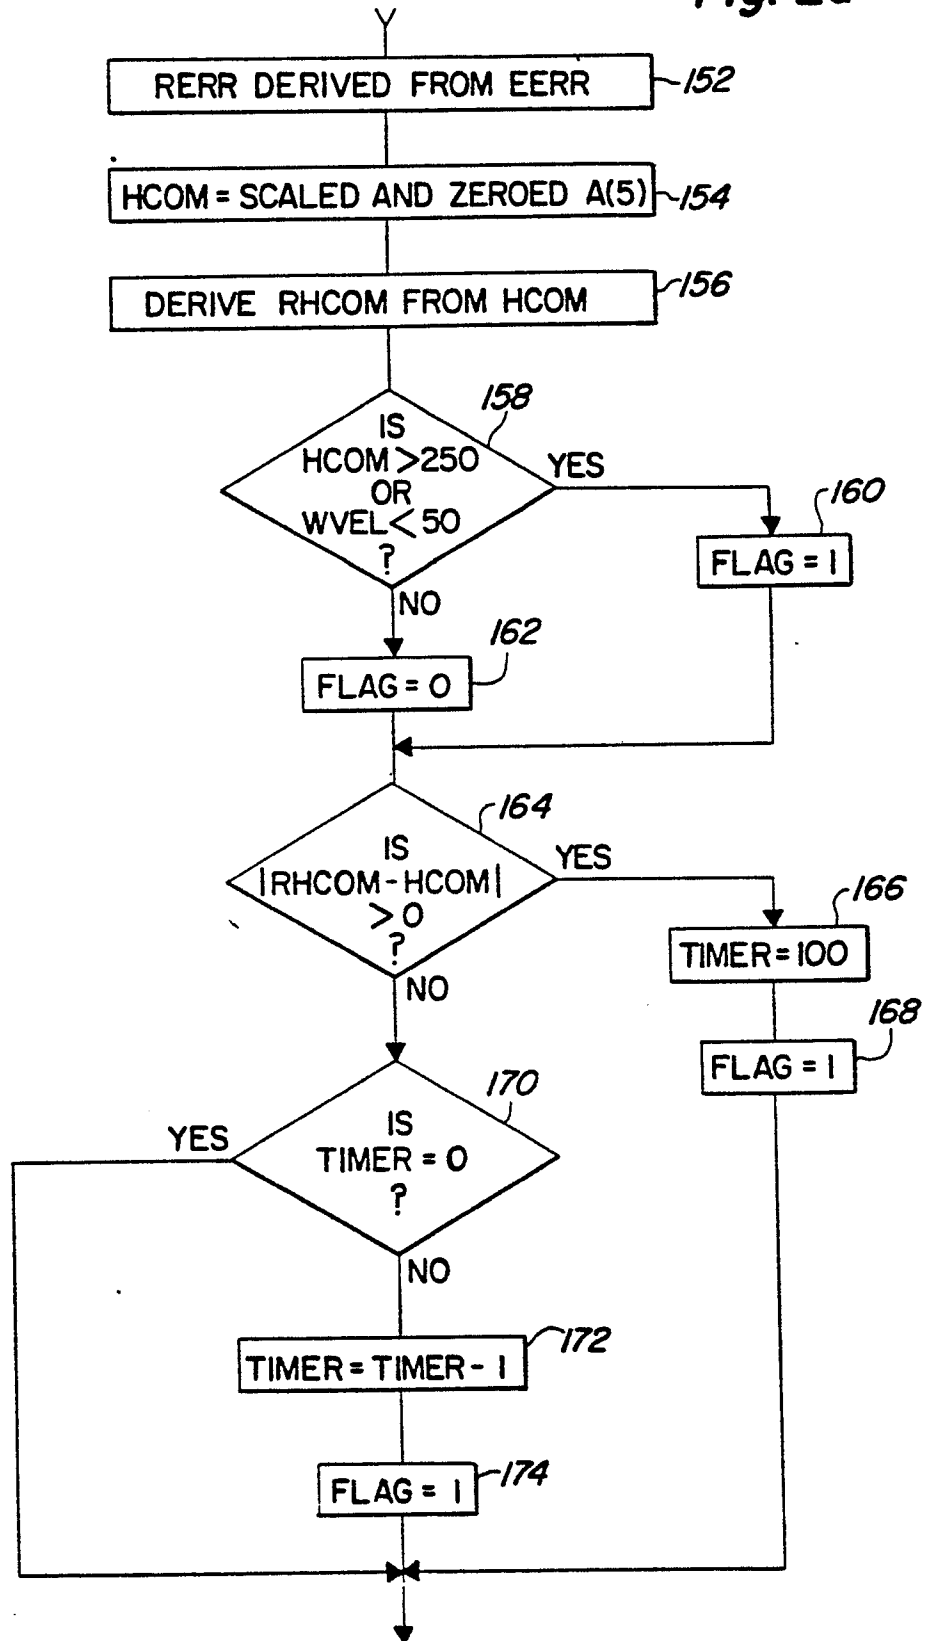 RERR DERIVED FROM EERR
152
HCOM = SCALED AND ZEROED A(5)
154
DERIVE RHCOM FROM HCOM
156
158
IS
HCOM >250
OR
WVEL < 50
?
YES
160
FLAG = 1
NO
162
FLAG = 0
164
IS
|RHCOM - HCOM|
>0
?
YES
166
TIMER = 100
NO
168
FLAG = 1
170
YES
IS
TIMER = 0
?
NO
172
TIMER = TIMER - 1
FLAG = 1
174